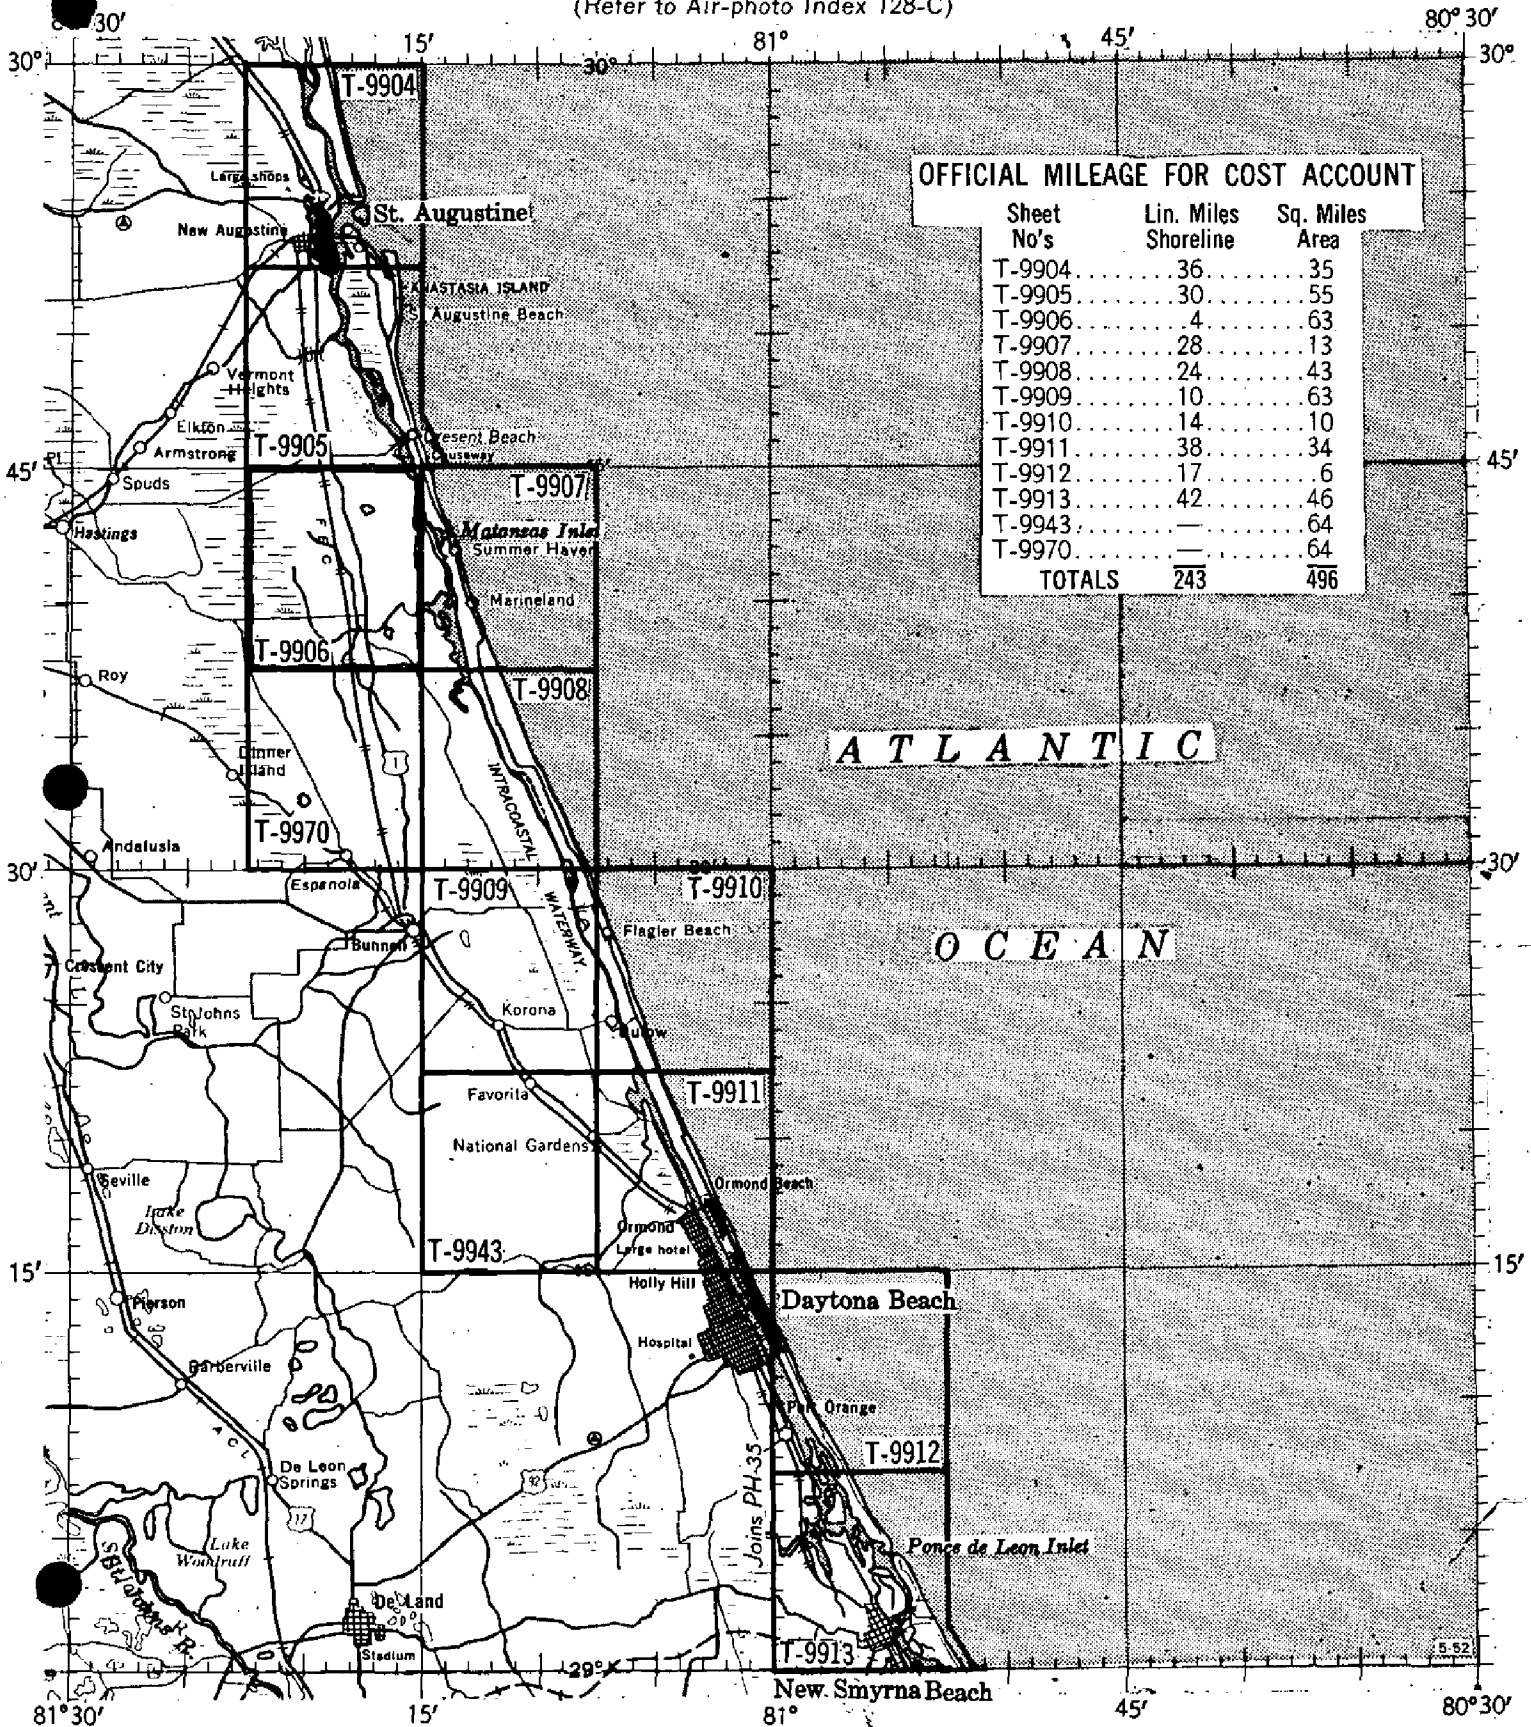 (Refer to Air-photo Index 128-C)
30'
15'
81°
45'
80° 30'
30°
30°
30°
T-9904
Large shops
St. Augustine
New Augustine
ANASTASIA ISLAND
St. Augustine Beach
Vermont
Heights
Elkton
Armstrong
T-9905
Cresent Beach
Causeway
45'
45'
45'
Spuds
Hastings
T-9907
Matanzas Inlet
Summer Haven
F E C
Marineland
T-9906
Roy
T-9908
Dinner
Island
1
INTRACOASTAL
WATERWAY
T-9970
Andalusia
30'
30'
30'
Espanola
T-9909
T-9910
Flagler Beach
Bunnell
Crescent City
St Johns
Park
Korona
Bulow
T-9911
Favorita
National Gardens
Seville
Lake
Disston
Ormond Beach
Ormond
Large hotel
T-9943
15'
15'
Holly Hill
Pierson
Daytona Beach
Hospital
Barberville
Port Orange
A C L
T-9912
De Leon
Springs
92
17
Joins PH-35
Lake
Woodruff
Ponce de Leon Inlet
St Johns R.
De Land
Stadium
29°
T-9913
New Smyrna Beach
5-52
81° 30'
15'
81°
45'
80° 30'
ATLANTIC
OCEAN
OFFICIAL MILEAGE FOR COST ACCOUNT
Sheet Lin. Miles Sq. Miles
No's Shoreline Area
T-9904........36........35
T-9905........30........55
T-9906........4........63
T-9907........28........13
T-9908........24........43
T-9909........10........63
T-9910........14........10
T-9911........38........34
T-9912........17........6
T-9913........42........46
T-9943........—........64
T-9970........—........64
TOTALS 243 496